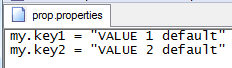 prop.properties
my.key1 = "VALUE 1 default"
my.key2 = "VALUE 2 default"